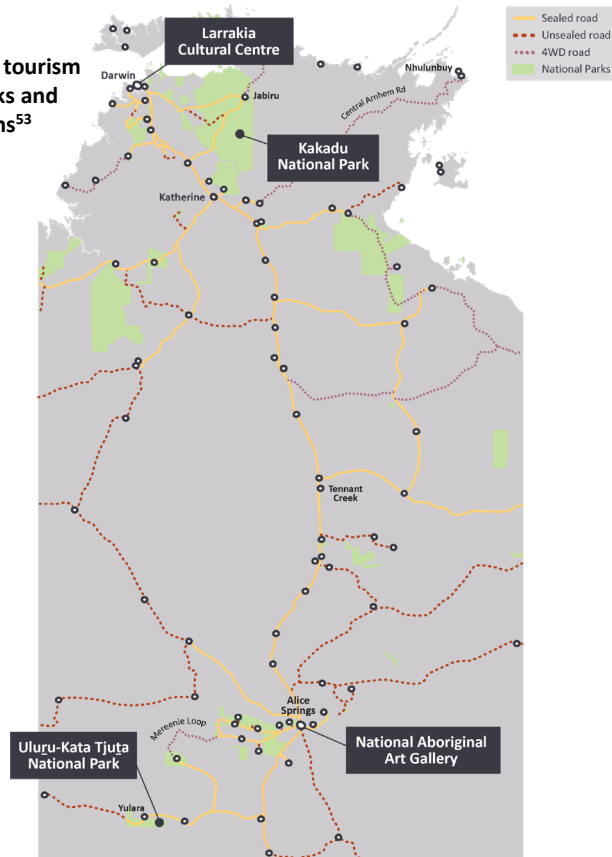 tourism
ks and
ns53
Larrakia
Cultural Centre
Sealed road
Unsealed road
4WD road
National Parks
Darwin
Nhulunbuy
Jabiru
Central Arnhem Rd
Kakadu
National Park
Katherine
Tennant
Creek
Alice
Springs
Mereenie Loop
Uluṟu-Kata Tjuṯa
National Park
National Aboriginal
Art Gallery
Yulara